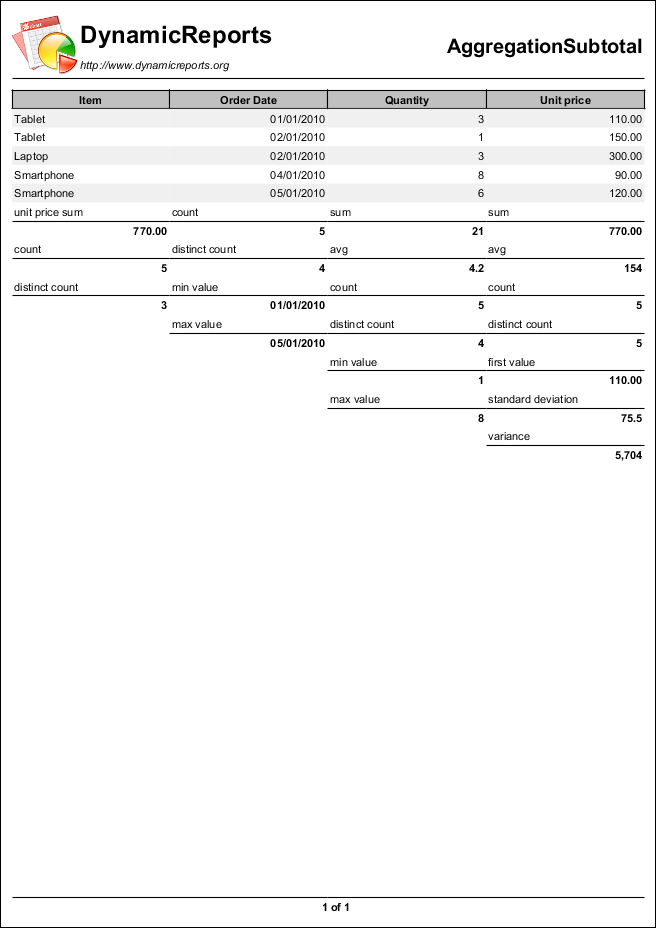 DynamicReports
AggregationSubtotal
http://www.dynamicreports.org
Item Order Date Quantity Unit price
Tablet 01/01/2010 3 110.00
Tablet 02/01/2010 1 150.00
Laptop 02/01/2010 3 300.00
Smartphone 04/01/2010 8 90.00
Smartphone 05/01/2010 6 120.00
unit price sum count sum sum
770.00 5 21 770.00
count distinct count avg avg
5 4 4.2 154
distinct count min value count count
3 01/01/2010 5 5
max value distinct count distinct count
05/01/2010 4 5
min value first value
1 110.00
max value standard deviation
8 75.5
variance
5,704
1 of 1